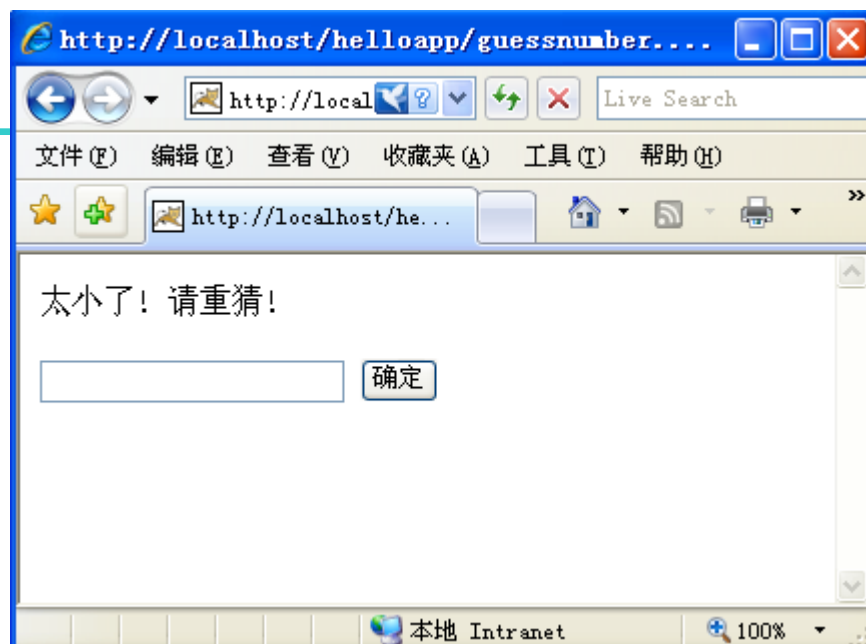 http://localhost/helloapp/guessnumber....
http://local
Live Search
文件(F) 编辑(E) 查看(V) 收藏夹(A) 工具(T) 帮助(H)
http://localhost/he...
太小了! 请重猜!
确定
本地 Intranet 100%